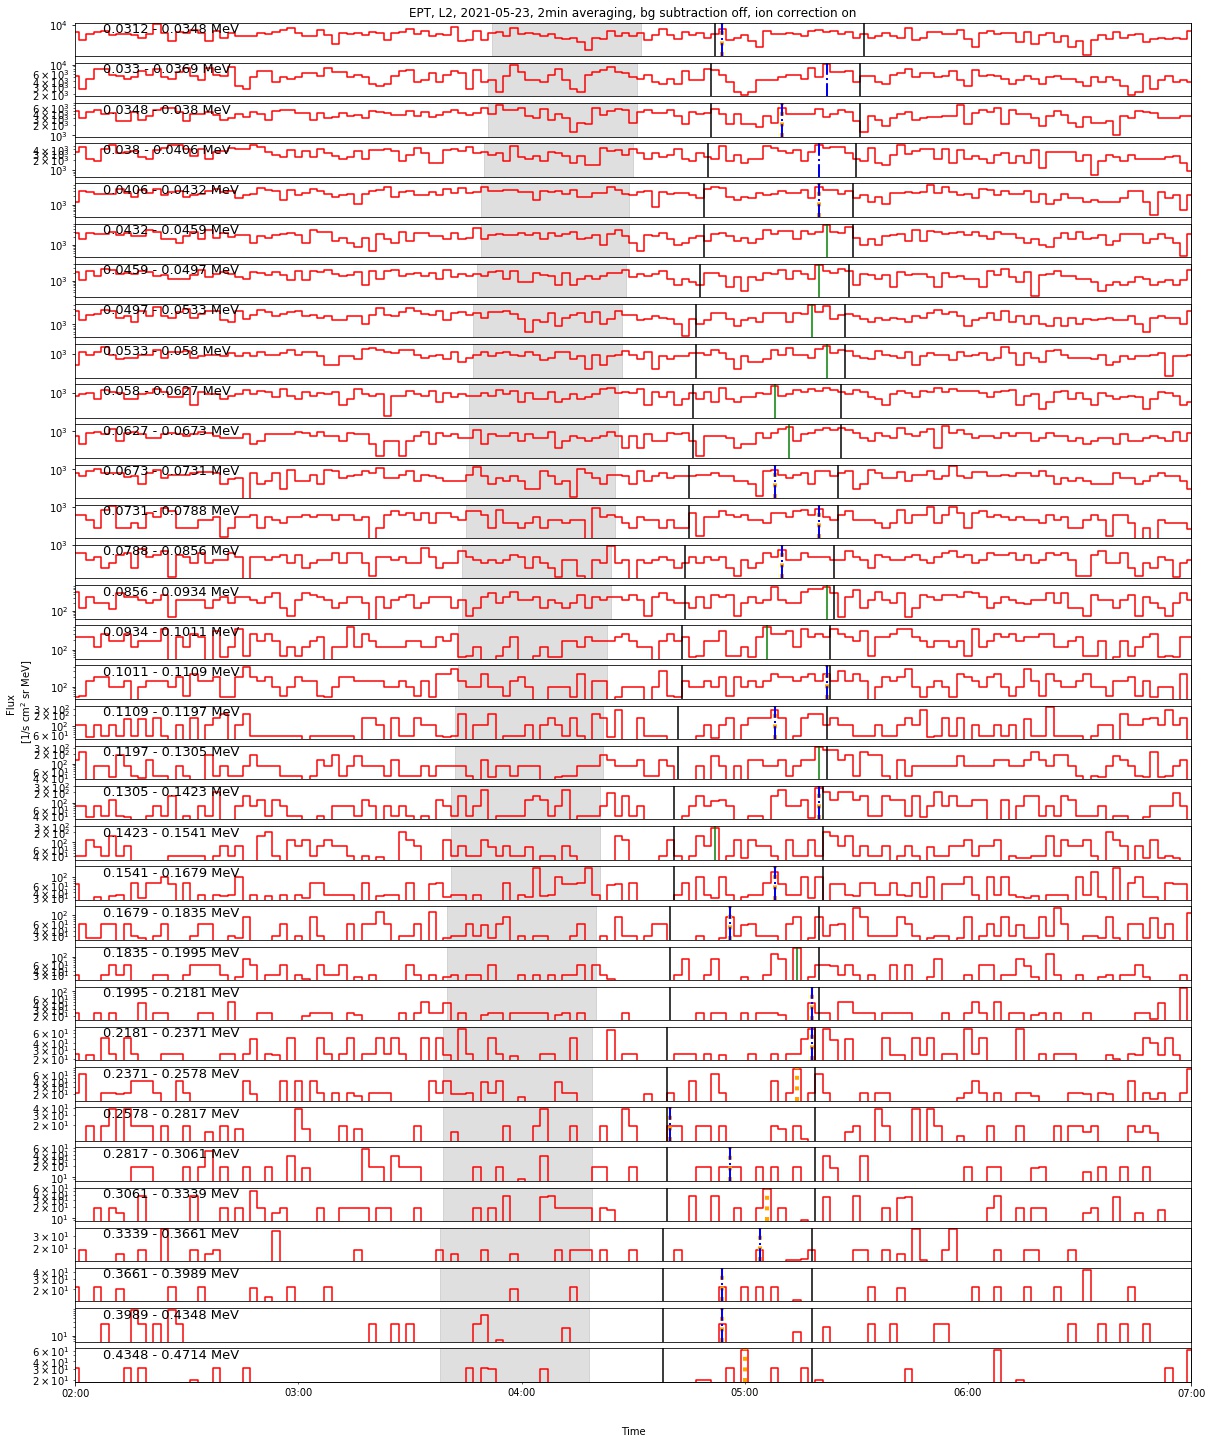 EPT, L2, 2021-05-23, 2min averaging, bg subtraction off, ion correction on
0.0312 - 0.0348 MeV
0.033 - 0.0369 MeV
0.0348 - 0.038 MeV
0.038 - 0.0406 MeV
0.0406 - 0.0432 MeV
0.0432 - 0.0459 MeV
0.0459 - 0.0497 MeV
0.0497 - 0.0533 MeV
0.0533 - 0.058 MeV
0.058 - 0.0627 MeV
0.0627 - 0.0673 MeV
0.0673 - 0.0731 MeV
0.0731 - 0.0788 MeV
0.0788 - 0.0856 MeV
0.0856 - 0.0934 MeV
0.0934 - 0.1011 MeV
0.1011 - 0.1109 MeV
0.1109 - 0.1197 MeV
0.1197 - 0.1305 MeV
0.1305 - 0.1423 MeV
0.1423 - 0.1541 MeV
0.1541 - 0.1679 MeV
0.1679 - 0.1835 MeV
0.1835 - 0.1995 MeV
0.1995 - 0.2181 MeV
0.2181 - 0.2371 MeV
0.2371 - 0.2578 MeV
0.2578 - 0.2817 MeV
0.2817 - 0.3061 MeV
0.3061 - 0.3339 MeV
0.3339 - 0.3661 MeV
0.3661 - 0.3989 MeV
0.3989 - 0.4348 MeV
0.4348 - 0.4714 MeV
Flux
[1/s cm² sr MeV]
02:00 03:00 04:00 05:00 06:00 07:00
Time